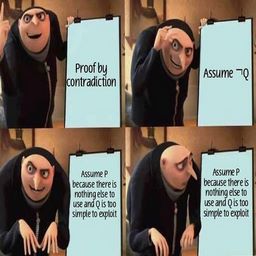 Proof by
contradiction
Assume ¬Q
Assume P
because there is
nothing else to
use and Q is too
simple to exploit
Assume P
because there is
nothing else to
use and Q is too
simple to exploit